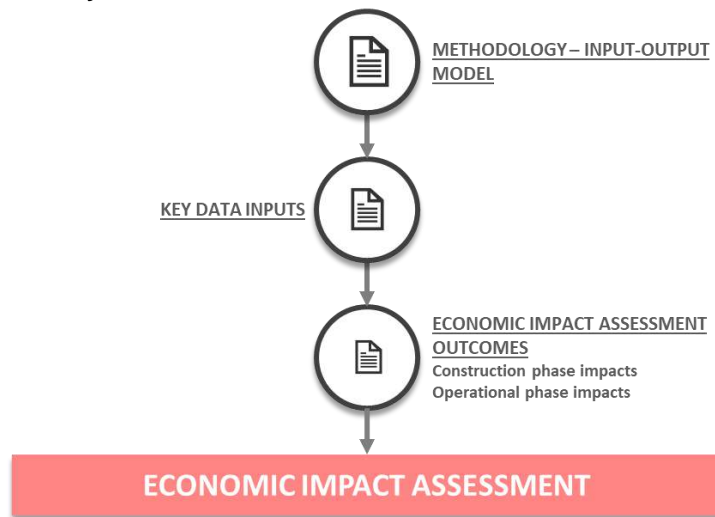 METHODOLOGY – INPUT-OUTPUT
MODEL
KEY DATA INPUTS
ECONOMIC IMPACT ASSESSMENT
OUTCOMES
Construction phase impacts
Operational phase impacts
ECONOMIC IMPACT ASSESSMENT